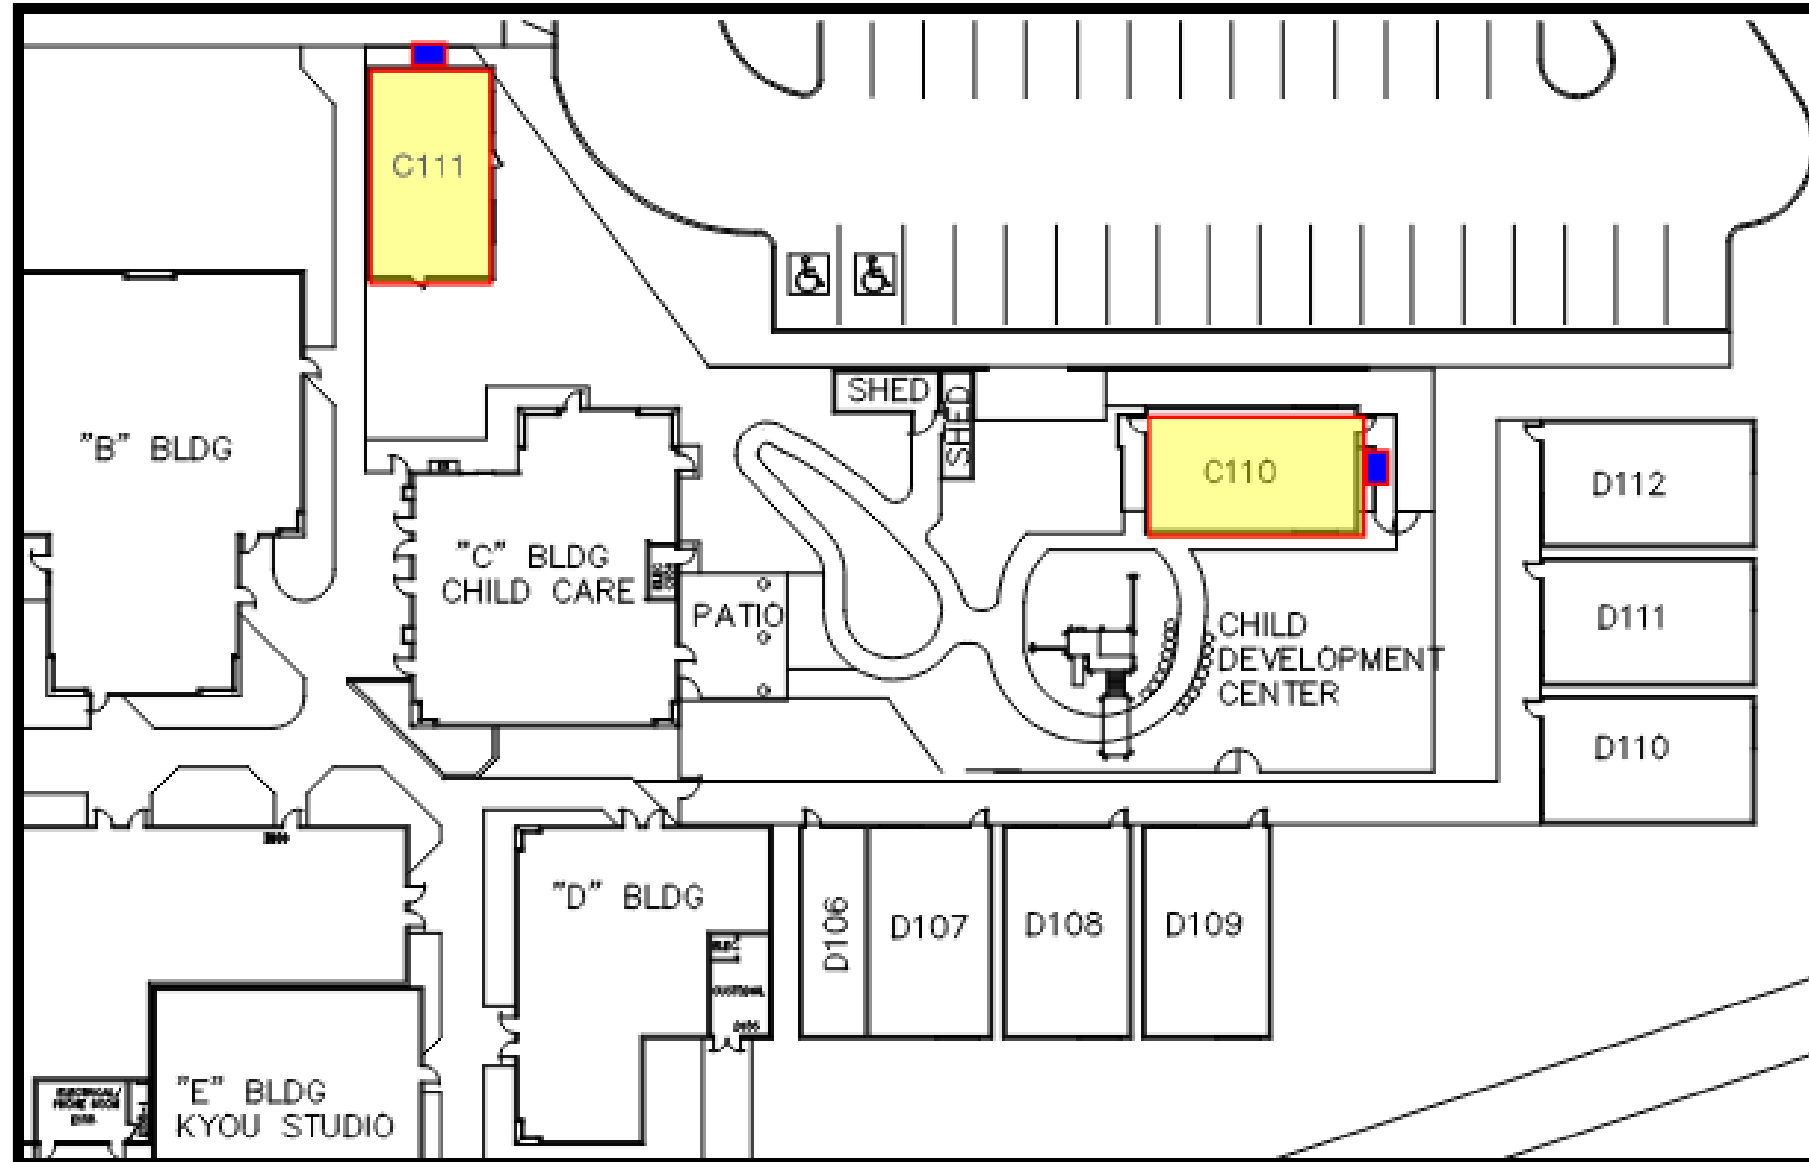 C111
SHED
SHED
"B" BLDG
C110
D112
"C" BLDG
CHILD CARE
PATIO
D111
CHILD
DEVELOPMENT
CENTER
D110
"D" BLDG
D106
D107
D108
D109
"E" BLDG
KYOU STUDIO